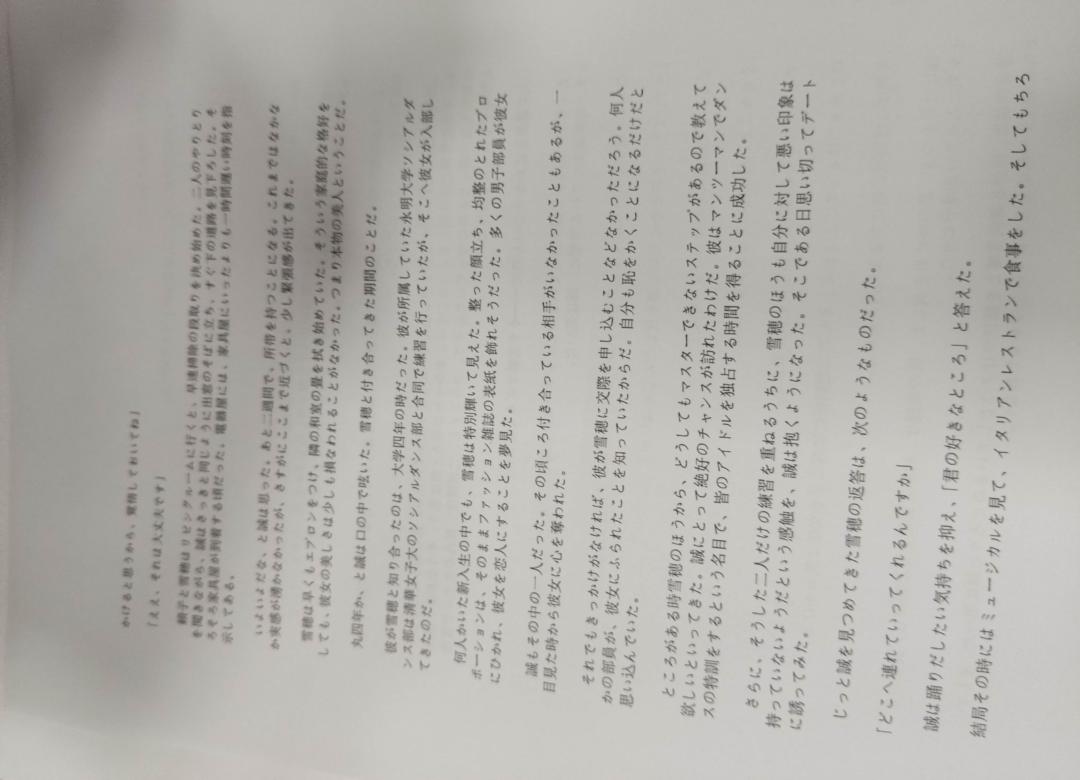 かけると思うから、覚悟しておいてね」
「ええ、それは大丈夫です」
頼子と雪穂はリビングルームに行くと、早速掃除の段取りを決め始めた。二人のやりとり
を聞きながら、誠はさっきと同じように出窓のそばに立ち、すぐ下の道路を見下ろした。そ
ろそろ家具屋が到着する頃だった。電器屋には、家具屋にいったよりも一時間遅い時刻を指
示してある。
いよいよだな、と誠は思った。あと二週間で、所帯を持つことになる。これまではなかな
か実感が湧かなかったが、さすがにここまで近づくと、少し緊張感が出てきた。
雪穂は早くもエプロンをつけ、隣の和室の畳を拭き始めていた。そういう家庭的な格好を
しても、彼女の美しさは少しも損なわれることがなかった。つまり本物の美人ということだ。
丸四年か、と誠は口の中で呟いた。雪穂と付き合ってきた期間のことだ。
彼が雪穂と知り合ったのは、大学四年の時だった。彼が所属していた永明大学ソシアルダ
ンス部は清華女子大のソシアルダンス部と合同で練習を行っていたが、そこへ彼女が入部し
てきたのだ。
何人かいた新入生の中でも、雪穂は特別輝いて見えた。整った顔立ち、均整のとれたプロ
ポーションは、そのままファッション雑誌の表紙を飾れそうだった。多くの男子部員が彼女
にひかれ、彼女を恋人にすることを夢見た。
誠もその中の一人だった。その頃ころ付き合っている相手がいなかったこともあるが、一
目見た時から彼女に心を奪われた。
それでもきっかけがなければ、彼が雪穂に交際を申し込むことなどなかっただろう。何人
かの部員が、彼女にふられたことを知っていたからだ。自分も恥をかくことになるだけだと
思い込んでいた。
ところがある時雪穂のほうから、どうしてもマスターできないステップがあるので教えて
欲しいといってきた。誠にとって絶好のチャンスが訪れたわけだ。彼はマンツーマンでダン
スの特訓をするという名目で、皆のアイドルを独占する時間を得ることに成功した。
さらに、そうした二人だけの練習を重ねるうちに、雪穂のほうも自分に対して悪い印象は
持っていないようだという感触を、誠は抱くようになった。そこである日思い切ってデート
に誘ってみた。
じっと誠を見つめてきた雪穂の返答は、次のようなものだった。
「どこへ連れていってくれるんですか」
誠は踊りだしたい気持ちを抑え、「君の好きなところ」と答えた。
結局その時にはミュージカルを見て、イタリアンレストランで食事をした。そしてもちろ